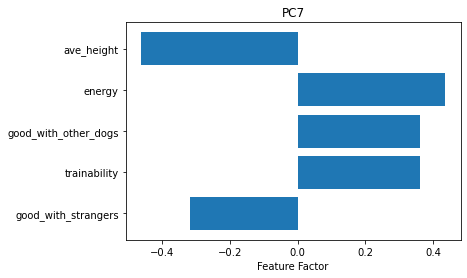 PC7
ave_height
energy
good_with_other_dogs
trainability
good_with_strangers
−0.4 −0.2 0.0 0.2 0.4
Feature Factor